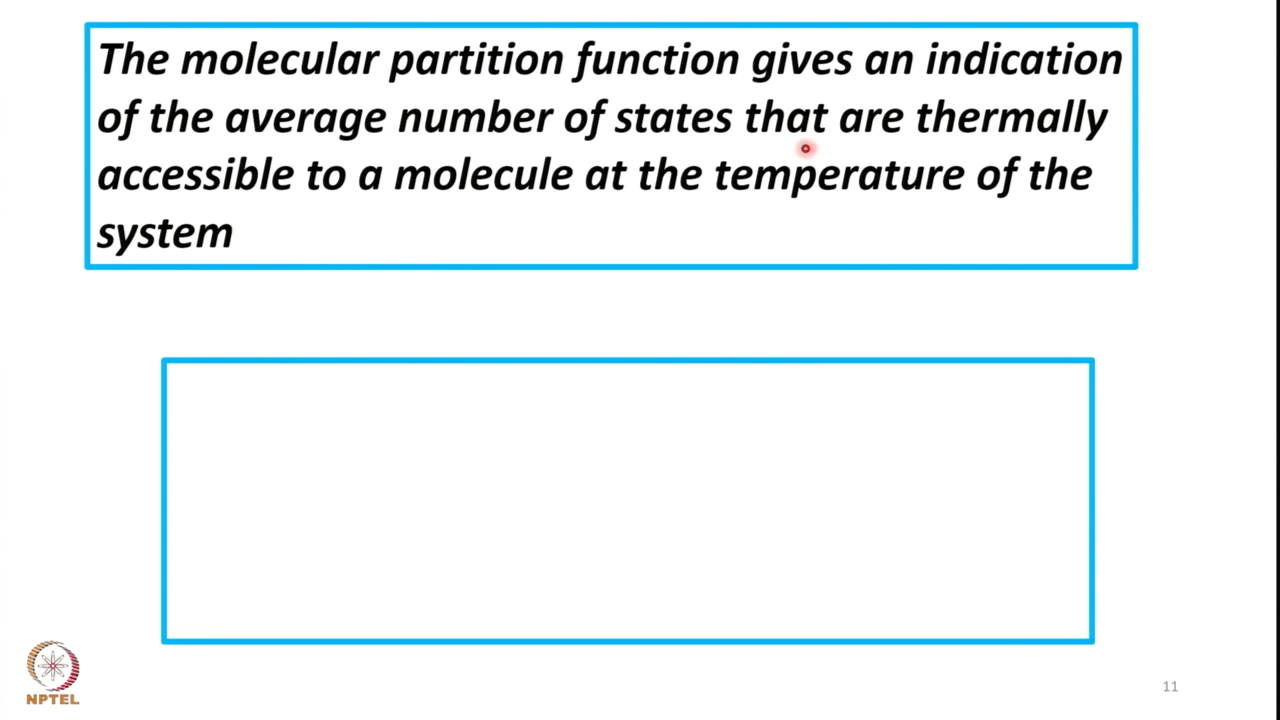 The molecular partition function gives an indication
of the average number of states that are thermally
accessible to a molecule at the temperature of the
system
NPTEL
11